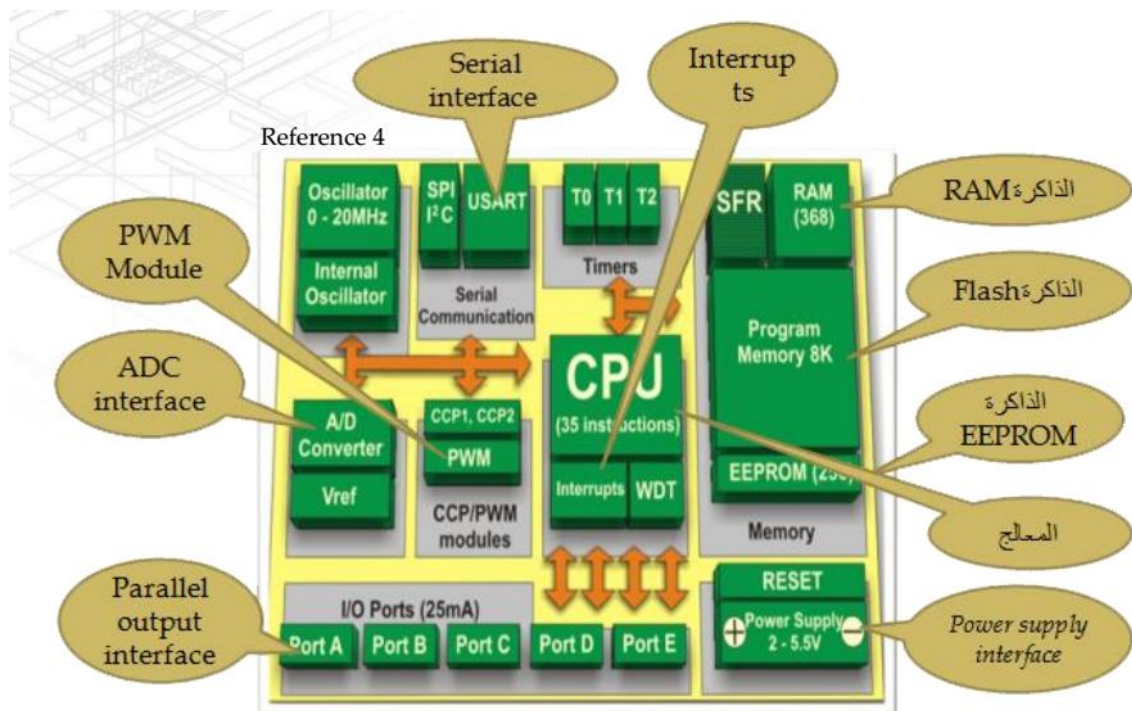 Serial
interface
Interrup
ts
Reference 4
Oscillator
0 - 20MHz
Internal
Oscillator
SPI
I²C
USART
Serial
Communication
T0 T1 T2
Timers
SFR
RAM
(368)
RAMالذاكرة
PWM
Module
Program
Memory 8K
Flashالذاكرة
ADC
interface
A/D
Converter
Vref
CCP1, CCP2
PWM
CCP/PWM
modules
CPU
(35 instructions)
Interrupts
WDT
EEPROM
Memory
الذاكرة
EEPROM
المعالج
Parallel
output
interface
I/O Ports (25mA)
Port A Port B Port C Port D Port E
RESET
Power Supply
2 - 5.5V
+ −
Power supply
interface